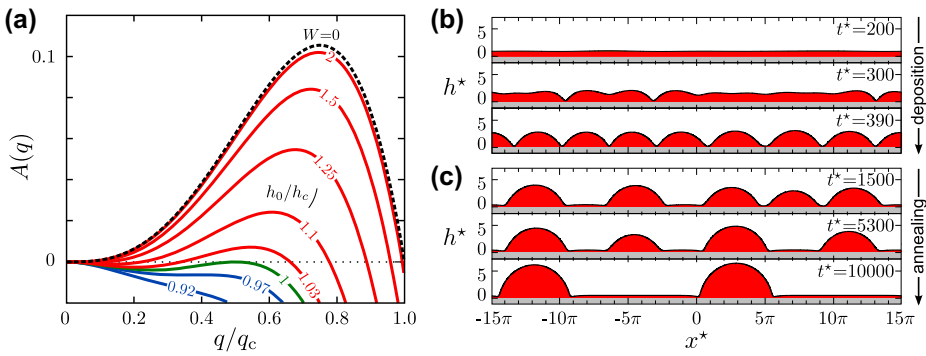 (a)
W=0
0.1
2
1.5
1.25
h₀/h_c
1.1
A(q)
0
1
1.03
0.97
0.92
0 0.2 0.4 0.6 0.8 1.0
q/q_c
(b)
t*=200
5
0
t*=300
h*
5
0
t*=390
5
0
deposition
(c)
t*=1500
5
0
t*=5300
h*
5
0
t*=10000
5
0
annealing
-15π -10π -5π 0 5π 10π 15π
x*